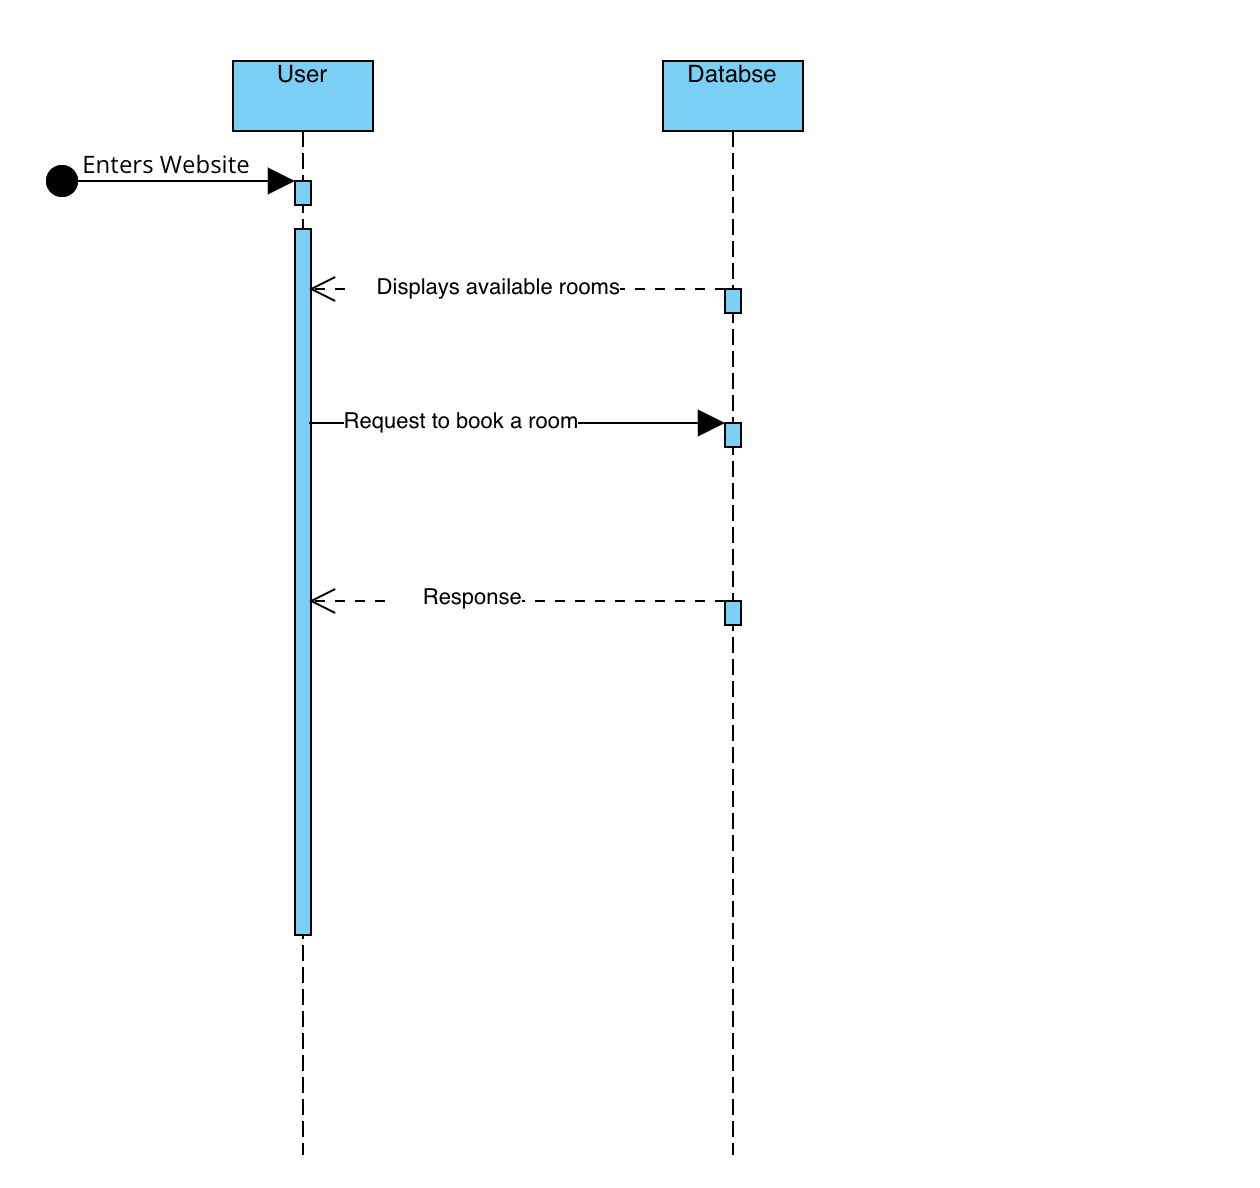 User
Databse
Enters Website
Displays available rooms
Request to book a room
Response